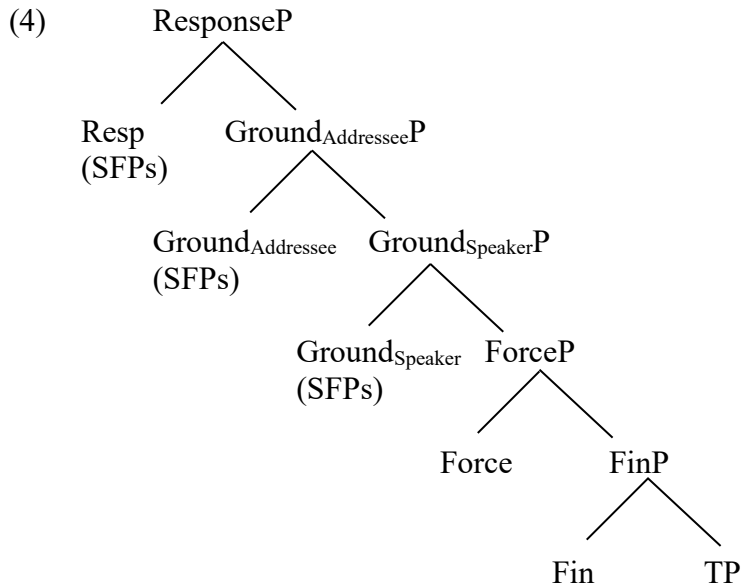 (4) ResponseP
Resp GroundAddresseeP
(SFPs)
GroundAddressee GroundSpeakerP
(SFPs)
GroundSpeaker ForceP
(SFPs)
Force FinP
Fin TP